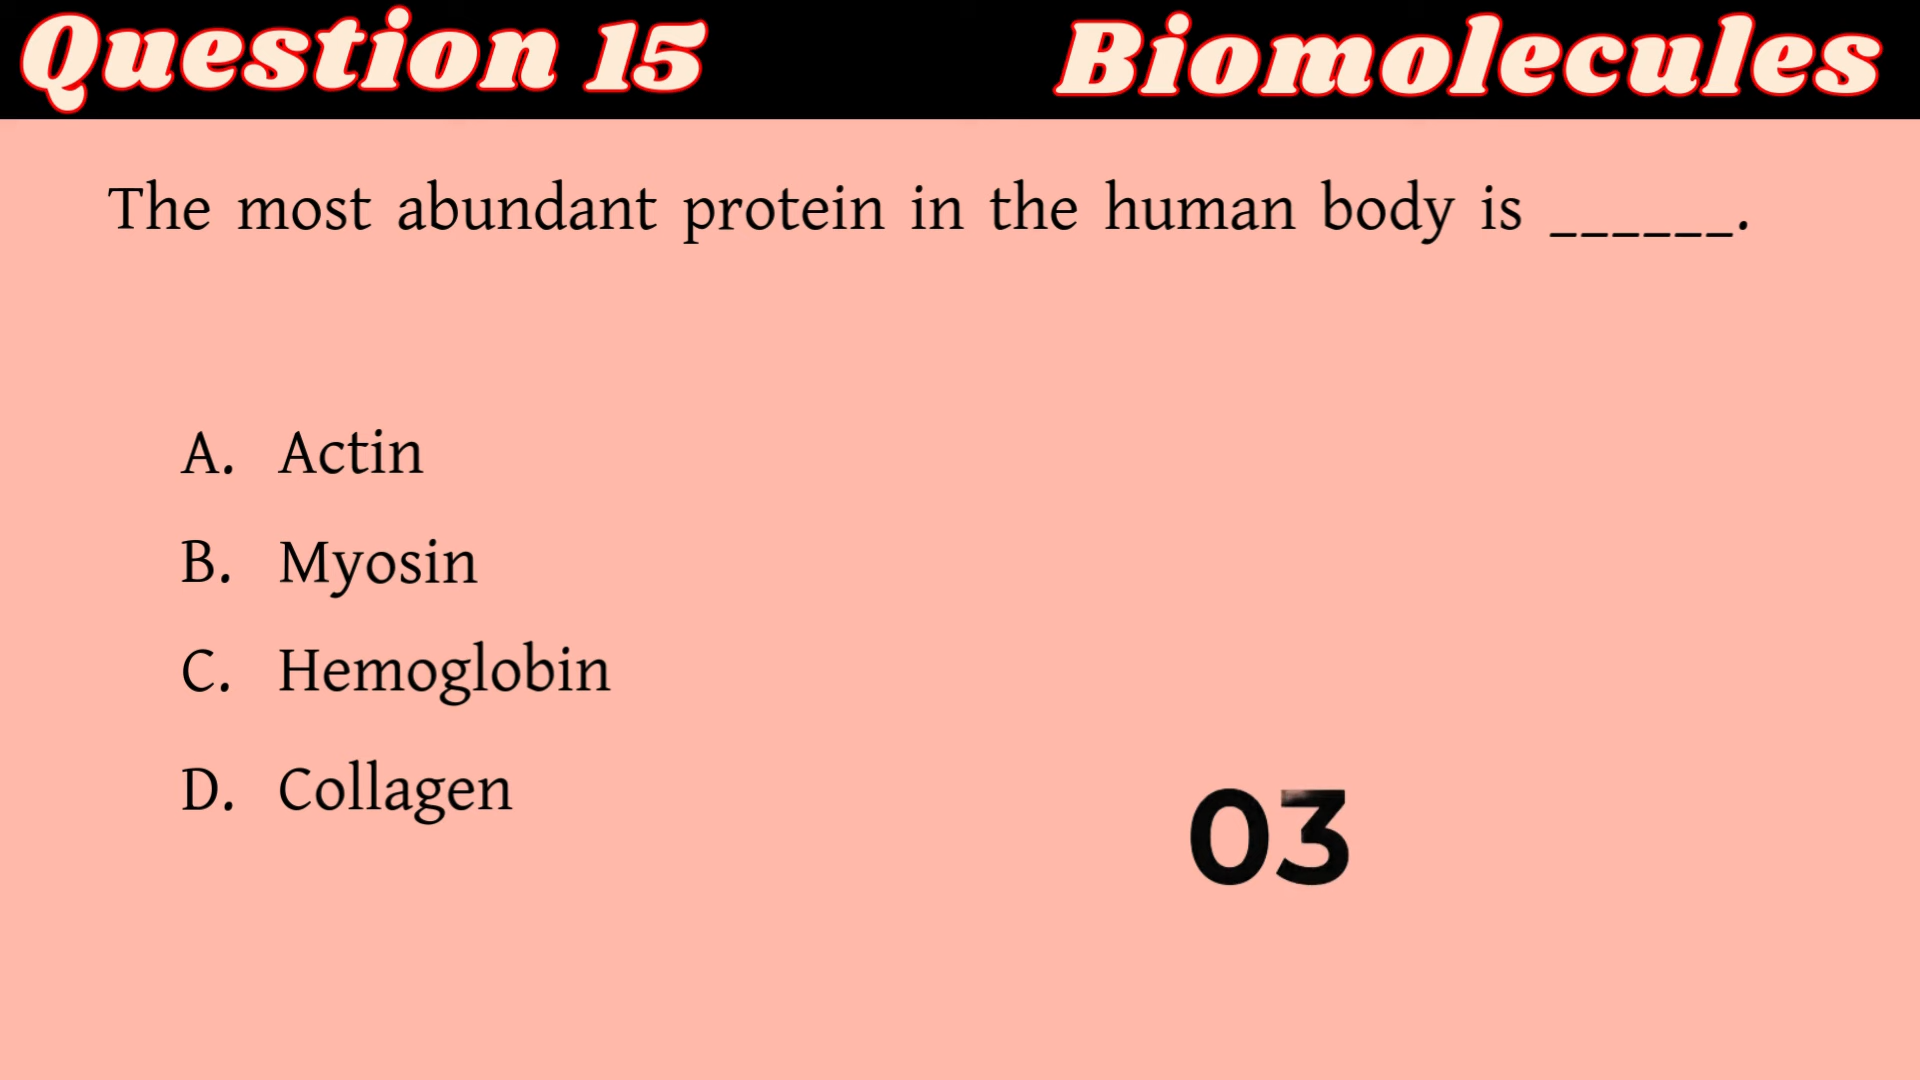 Question 15
Biomolecules
The most abundant protein in the human body is ______.
A. Actin
B. Myosin
C. Hemoglobin
D. Collagen
03